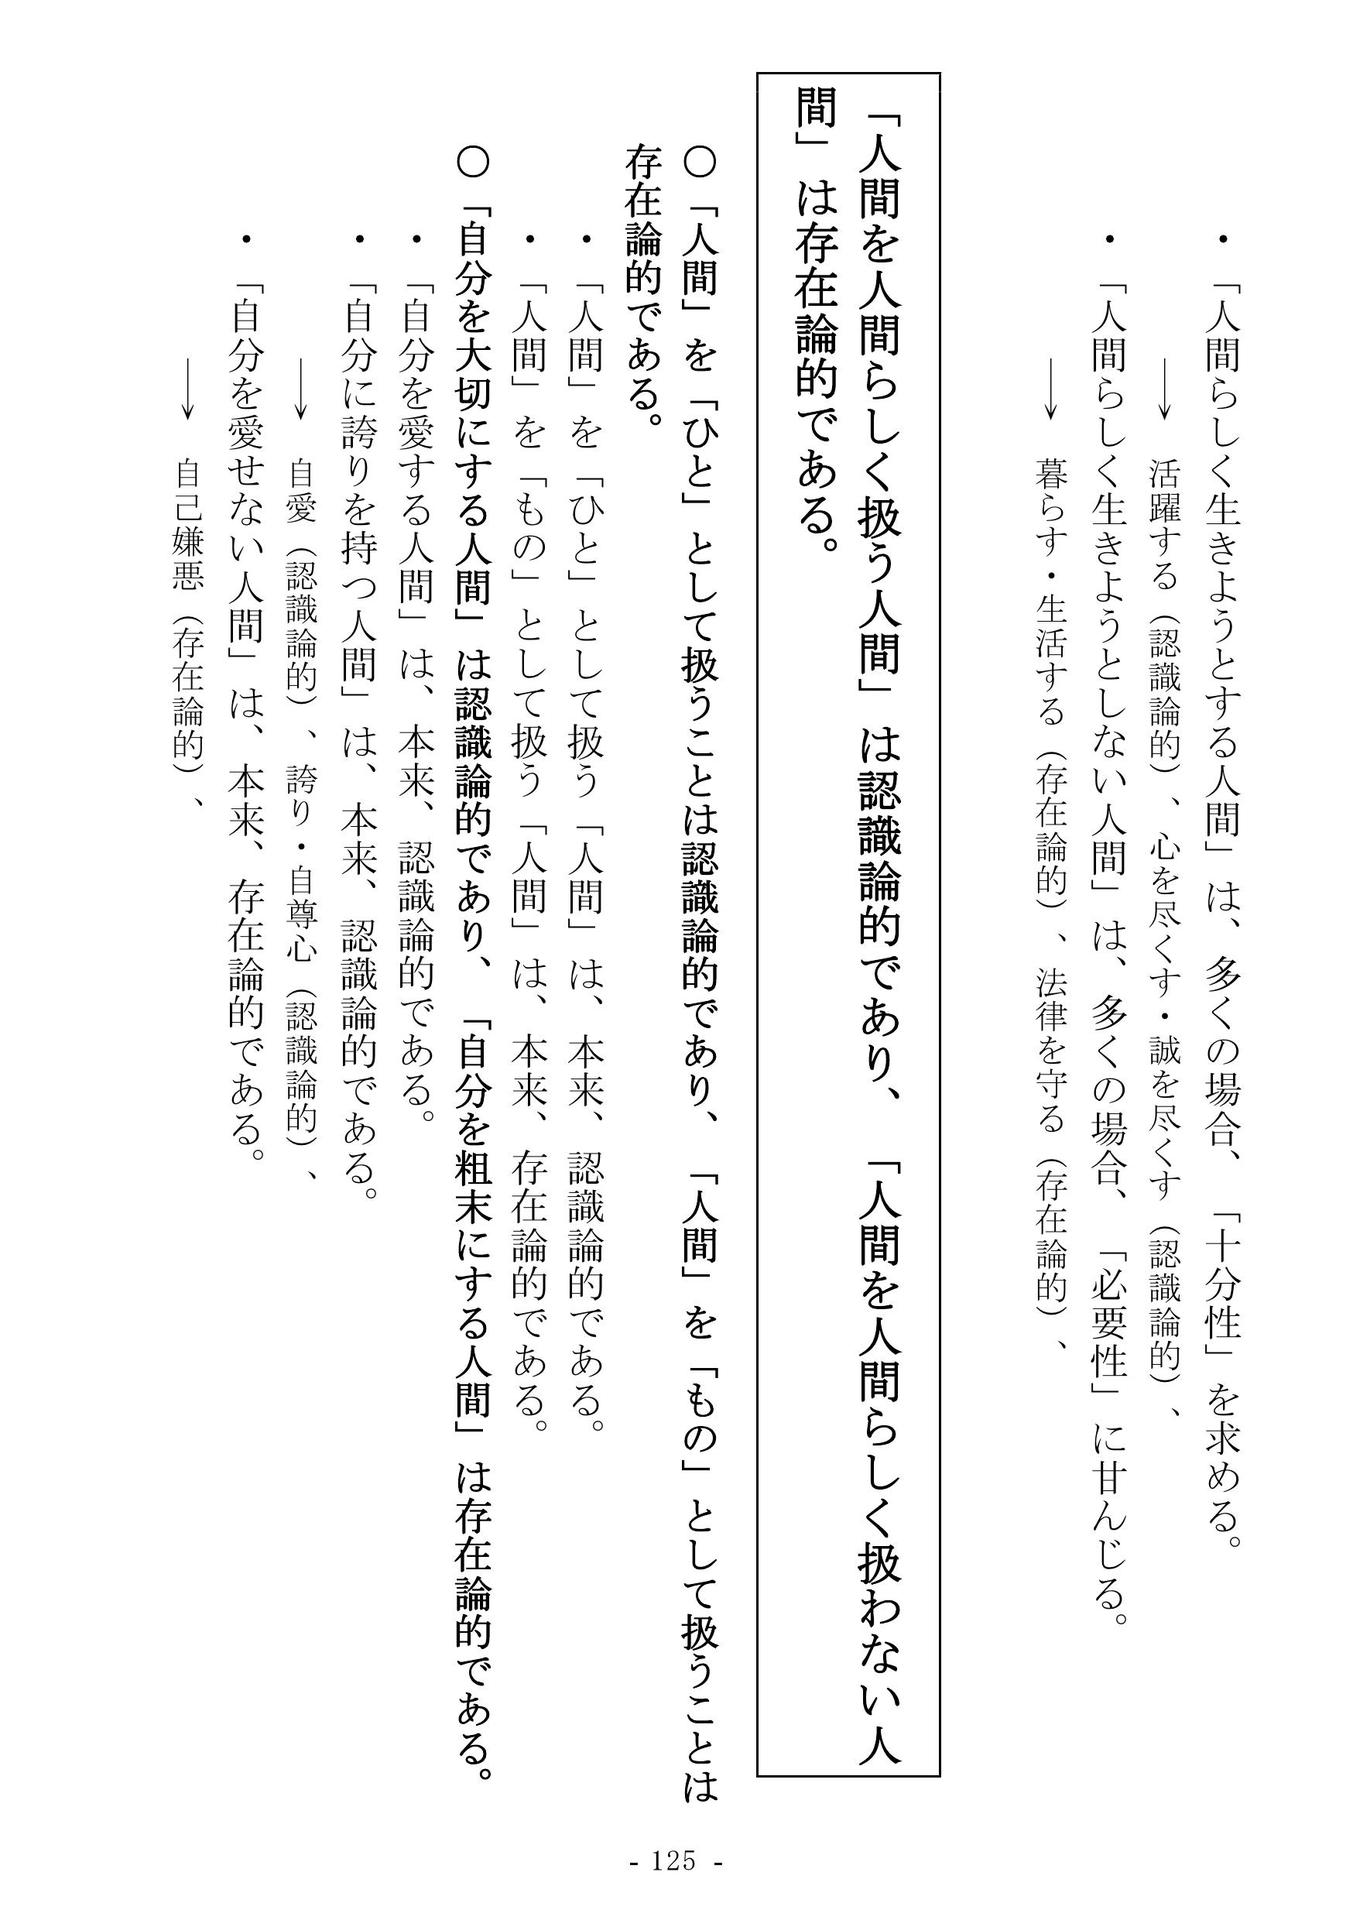 ・「人間らしく生きようとする人間」は、多くの場合、「十分性」を求める。
→ 活躍する（認識論的）、心を尽くす・誠を尽くす（認識論的）、
・「人間らしく生きようとしない人間」は、多くの場合、「必要性」に甘んじる。
→ 暮らす・生活する（存在論的）、法律を守る（存在論的）、
「人間を人間らしく扱う人間」は認識論的であり、「人間を人間らしく扱わない人
間」は存在論的である。
○「人間」を「ひと」として扱うことは認識論的であり、「人間」を「もの」として扱うことは
存在論的である。
・「人間」を「ひと」として扱う「人間」は、本来、認識論的である。
・「人間」を「もの」として扱う「人間」は、本来、存在論的である。
○「自分を大切にする人間」は認識論的であり、「自分を粗末にする人間」は存在論的である。
・「自分を愛する人間」は、本来、認識論的である。
・「自分に誇りを持つ人間」は、本来、認識論的である。
→ 自愛（認識論的）、誇り・自尊心（認識論的）、
・「自分を愛せない人間」は、本来、存在論的である。
→ 自己嫌悪（存在論的）、
- 125 -